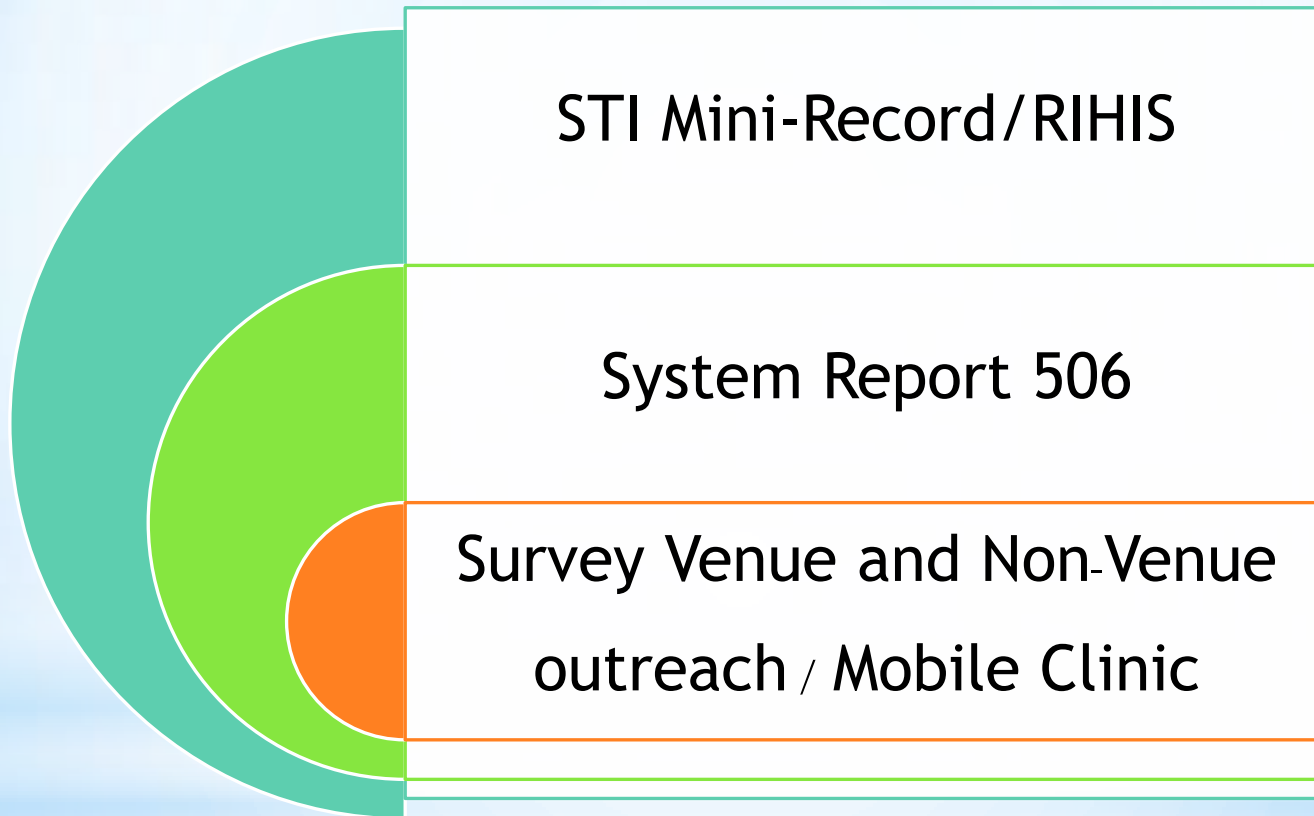 STI Mini-Record/RIHIS
System Report 506
Survey Venue and Non-Venue
outreach / Mobile Clinic